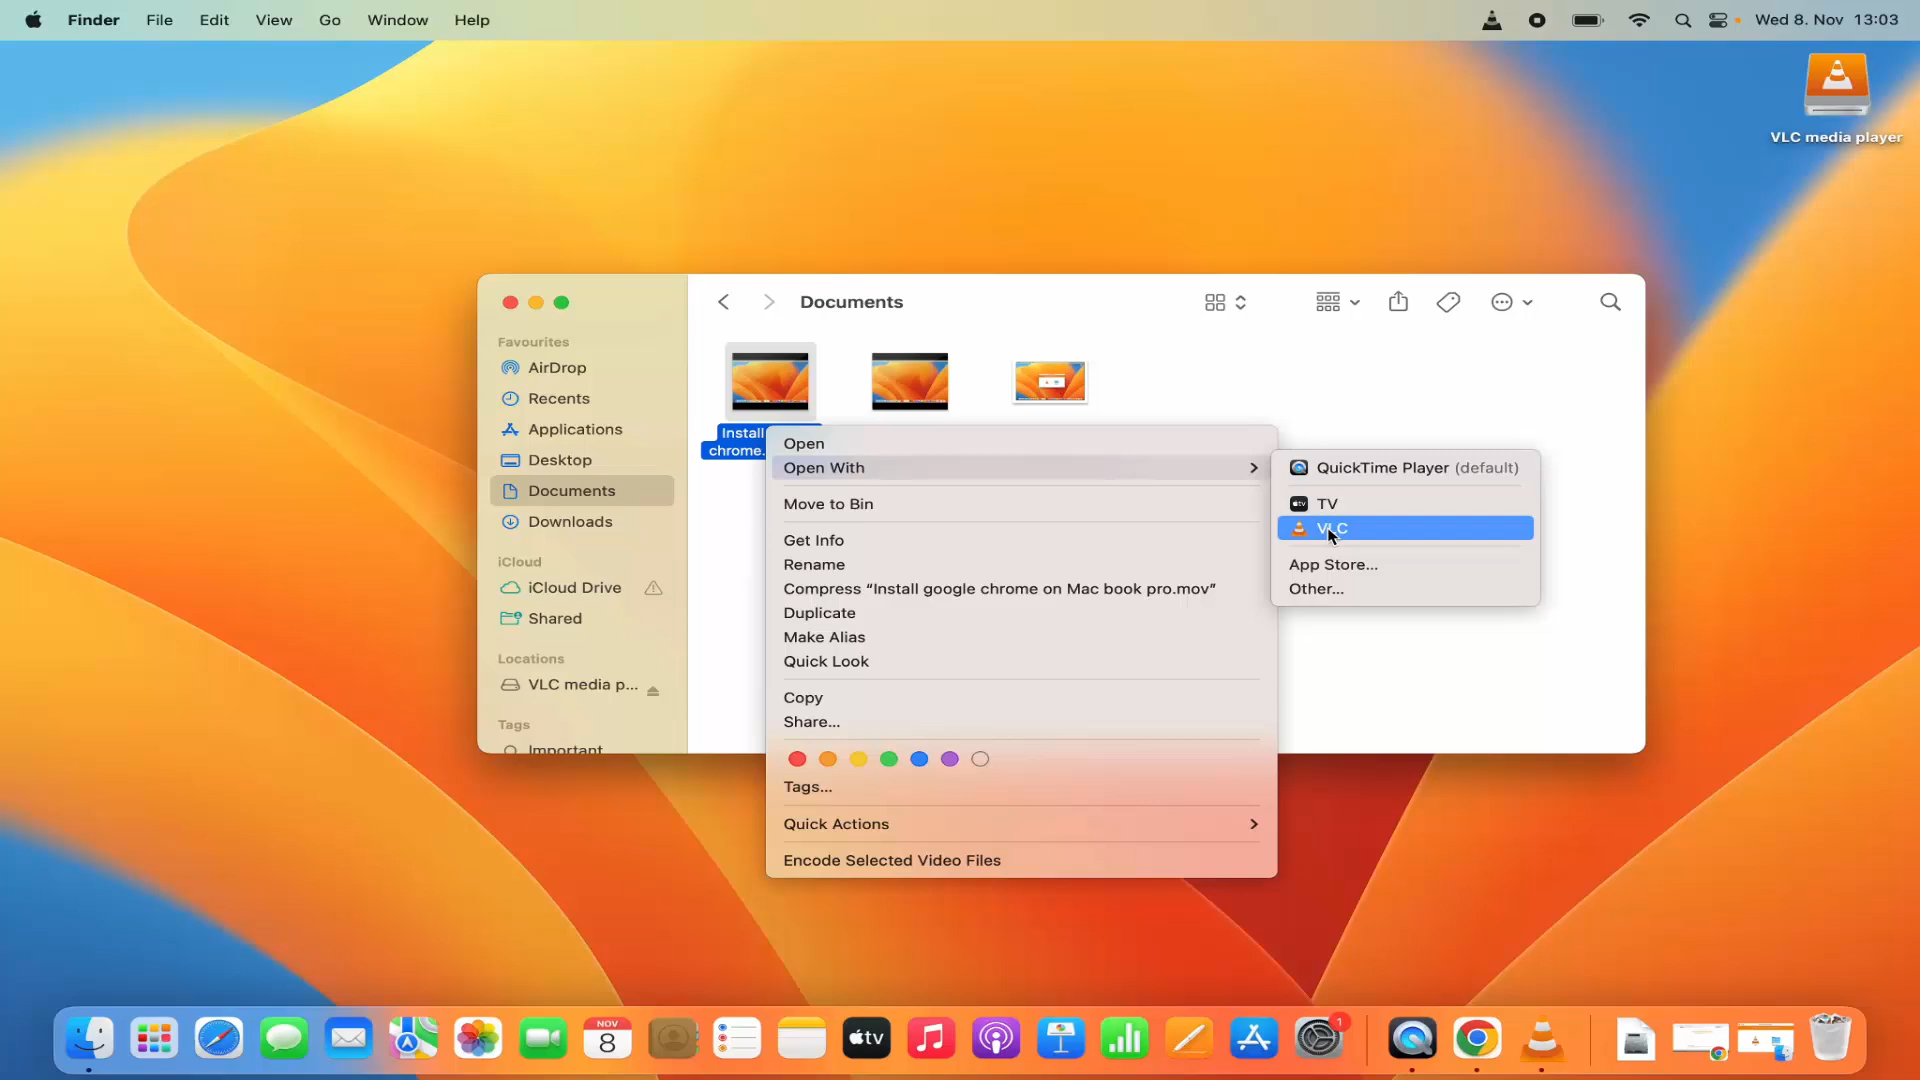 Finder File Edit View Go Window Help Wed 8. Nov 13:03
VLC media player
Documents
Favourites
AirDrop
Recents
Applications
Desktop
Documents
Downloads
iCloud
iCloud Drive
Shared
Locations
VLC media p...
Tags
Important
Install
chrome.
Open
Open With
Move to Bin
Get Info
Rename
Compress “Install google chrome on Mac book pro.mov”
Duplicate
Make Alias
Quick Look
Copy
Share...
Tags...
Quick Actions
Encode Selected Video Files
QuickTime Player (default)
TV
VLC
App Store...
Other...
NOV
8
tv
1